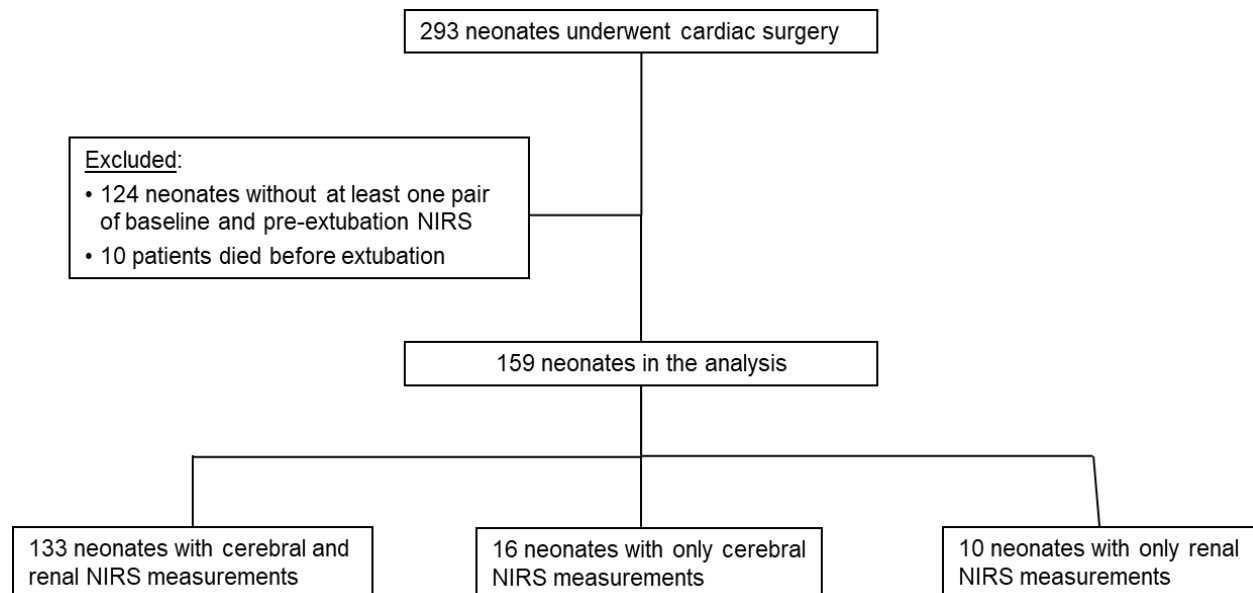 293 neonates underwent cardiac surgery
Excluded:
• 124 neonates without at least one pair
of baseline and pre-extubation NIRS
• 10 patients died before extubation
159 neonates in the analysis
133 neonates with cerebral and
renal NIRS measurements
16 neonates with only cerebral
NIRS measurements
10 neonates with only renal
NIRS measurements